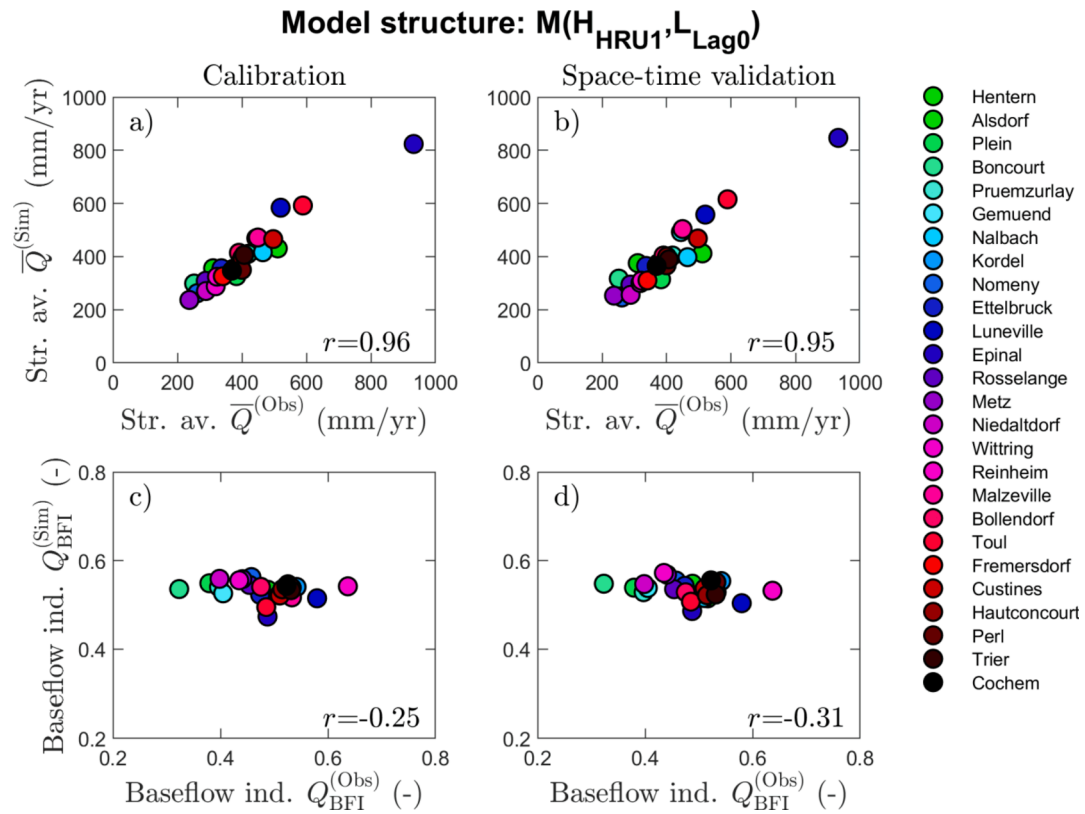 Model structure: M(H_HRU1,L_Lag0)
Calibration
Space-time validation
a)
1000
800
600
400
200
0
0 200 400 600 800 1000
r=0.96
Str. av. Q̅^(Sim) (mm/yr)
Str. av. Q̅^(Obs) (mm/yr)
b)
1000
800
600
400
200
0
0 200 400 600 800 1000
r=0.95
Str. av. Q̅^(Obs) (mm/yr)
c)
0.8
0.6
0.4
0.2
0.2 0.4 0.6 0.8
r=-0.25
Baseflow ind. Q_BFI^(Sim) (-)
Baseflow ind. Q_BFI^(Obs) (-)
d)
0.8
0.6
0.4
0.2
0.2 0.4 0.6 0.8
r=-0.31
Baseflow ind. Q_BFI^(Obs) (-)
Hentern
Alsdorf
Plein
Boncourt
Pruemzurlay
Gemuend
Nalbach
Kordel
Nomeny
Ettelbruck
Luneville
Epinal
Rosselange
Metz
Niedaltdorf
Wittring
Reinheim
Malzeville
Bollendorf
Toul
Fremersdorf
Custines
Hautconcourt
Perl
Trier
Cochem